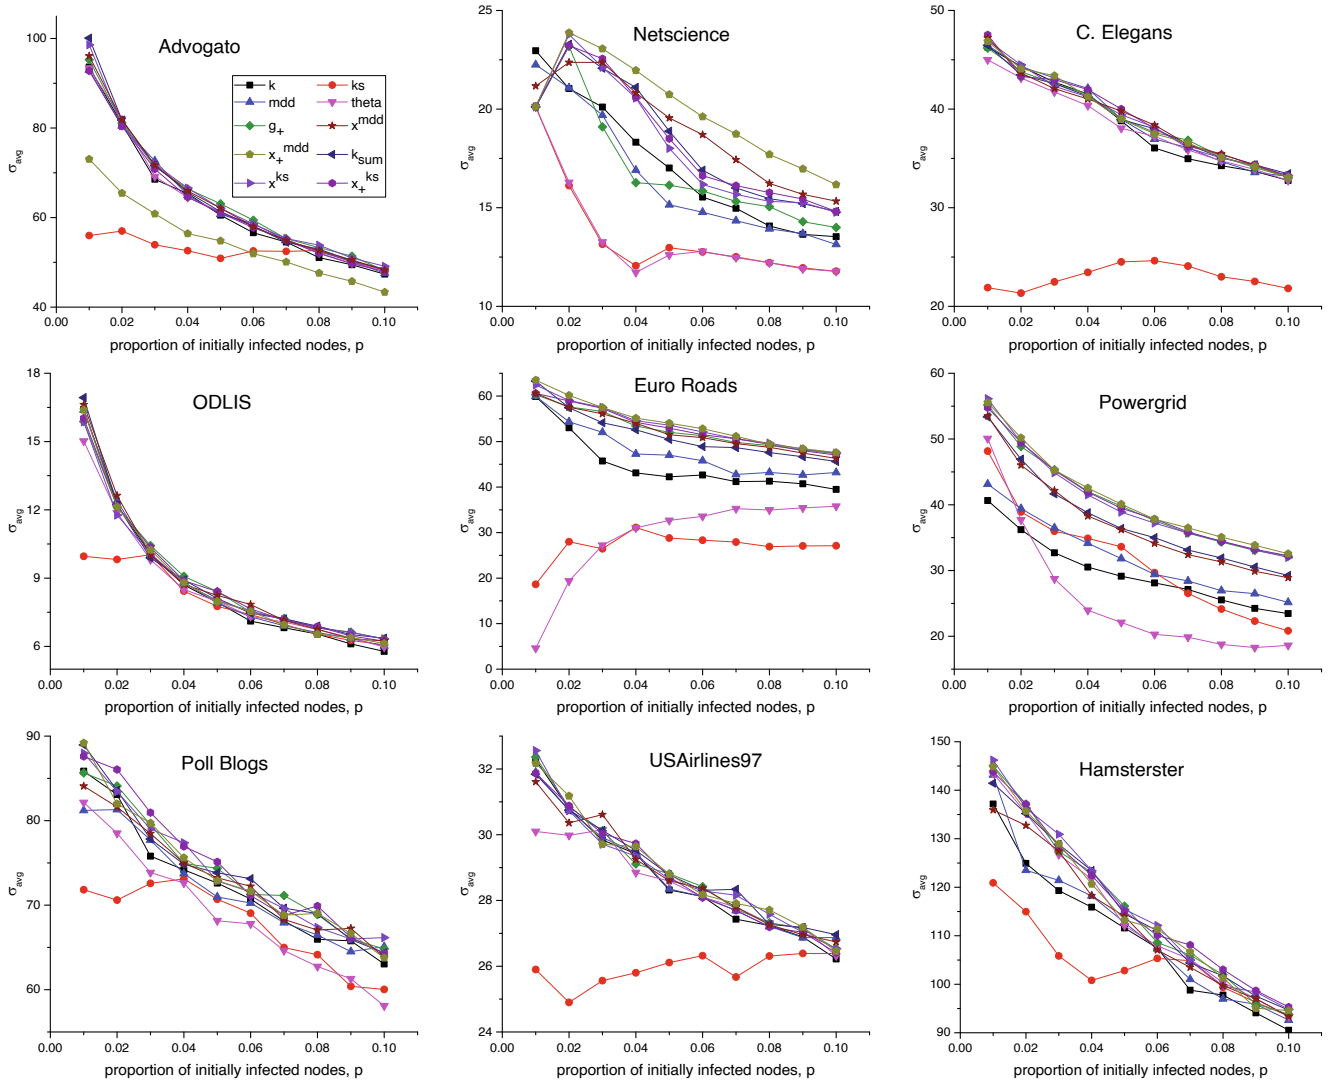 Advogato
100
80
60
40
σavg
0.00 0.02 0.04 0.06 0.08 0.10
proportion of initially infected nodes, p
k ks
mdd theta
g+ x^mdd
x+^mdd ksum
x^ks x+^ks
Netscience
25
20
15
10
σavg
0.00 0.02 0.04 0.06 0.08 0.10
proportion of initially infected nodes, p
C. Elegans
50
40
30
20
σavg
0.00 0.02 0.04 0.06 0.08 0.10
proportion of initially infected nodes, p
ODLIS
18
15
12
9
6
σavg
0.00 0.02 0.04 0.06 0.08 0.10
proportion of initially infected nodes, p
Euro Roads
60
50
40
30
20
10
0
σavg
0.00 0.02 0.04 0.06 0.08 0.10
proportion of initially infected nodes, p
Powergrid
60
50
40
30
20
σavg
0.00 0.02 0.04 0.06 0.08 0.10
proportion of initially infected nodes, p
Poll Blogs
90
80
70
60
σavg
0.00 0.02 0.04 0.06 0.08 0.10
proportion of initially infected nodes, p
USAirlines97
32
30
28
26
24
σavg
0.00 0.02 0.04 0.06 0.08 0.10
proportion of initially infected nodes, p
Hamsterster
150
140
130
120
110
100
90
σavg
0.00 0.02 0.04 0.06 0.08 0.10
proportion of initially infected nodes, p